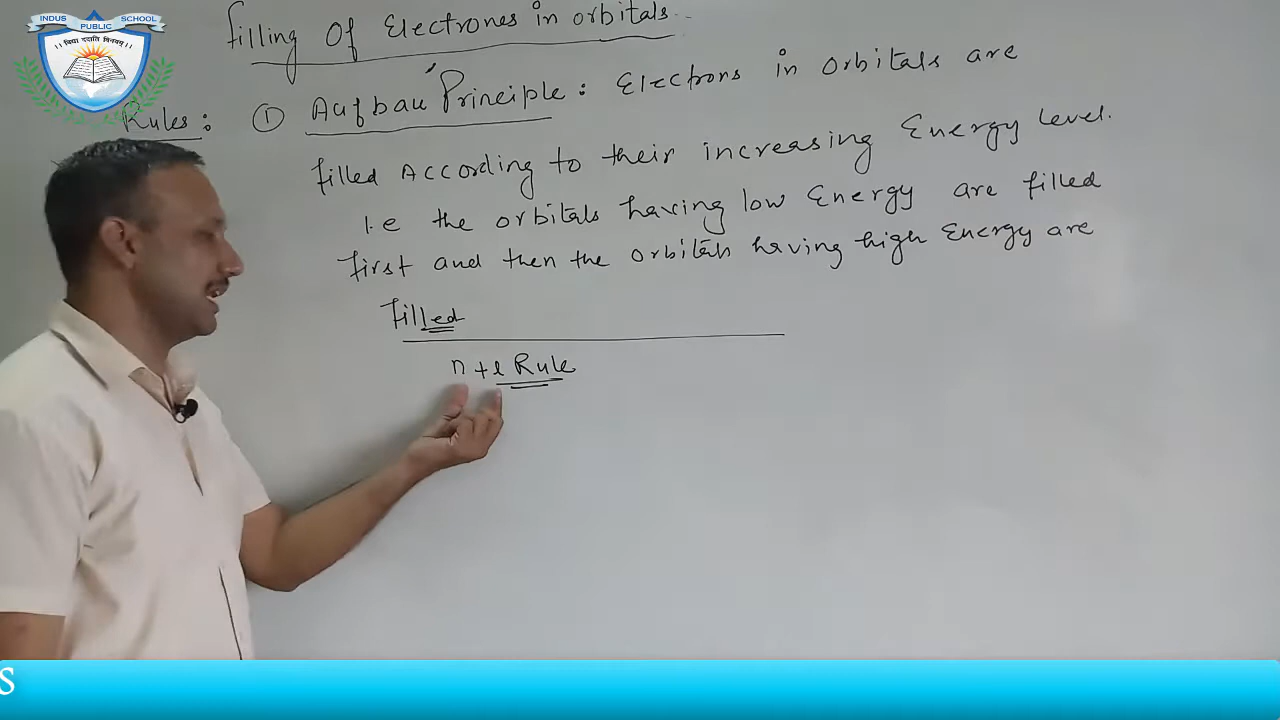 INDUS PUBLIC SCHOOL
।। विद्या ददाति विनयम् ।।
filling Of Electrones in orbitals..
Rules: ① Aufbau Principle: Electrons in orbitals are
filled According to their increasing Energy level.
I.e the orbitals having low Energy are filled
first and then the orbitals having high Energy are
filled
n+l Rule
S